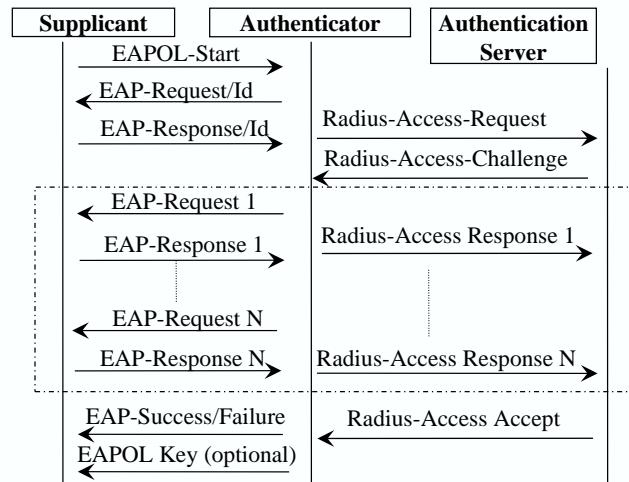 Supplicant
Authenticator
Authentication
Server
EAPOL-Start
EAP-Request/Id
EAP-Response/Id
Radius-Access-Request
Radius-Access-Challenge
EAP-Request 1
EAP-Response 1
Radius-Access Response 1
EAP-Request N
EAP-Response N
Radius-Access Response N
EAP-Success/Failure
Radius-Access Accept
EAPOL Key (optional)